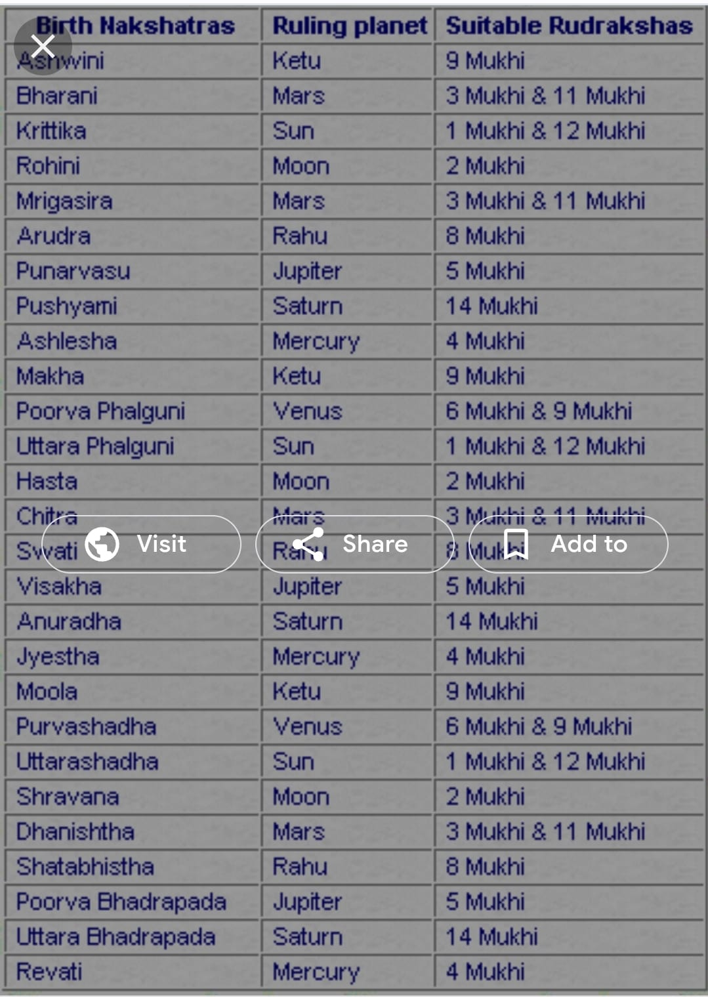 Birth Nakshatras Ruling planet Suitable Rudrakshas
Ashwini Ketu 9 Mukhi
Bharani Mars 3 Mukhi & 11 Mukhi
Krittika Sun 1 Mukhi & 12 Mukhi
Rohini Moon 2 Mukhi
Mrigasira Mars 3 Mukhi & 11 Mukhi
Arudra Rahu 8 Mukhi
Punarvasu Jupiter 5 Mukhi
Pushyami Saturn 14 Mukhi
Ashlesha Mercury 4 Mukhi
Makha Ketu 9 Mukhi
Poorva Phalguni Venus 6 Mukhi & 9 Mukhi
Uttara Phalguni Sun 1 Mukhi & 12 Mukhi
Hasta Moon 2 Mukhi
Chitra Mars 3 Mukhi & 11 Mukhi
Visit Share Add to
Swati Rahu 8 Mukhi
Visakha Jupiter 5 Mukhi
Anuradha Saturn 14 Mukhi
Jyestha Mercury 4 Mukhi
Moola Ketu 9 Mukhi
Purvashadha Venus 6 Mukhi & 9 Mukhi
Uttarashadha Sun 1 Mukhi & 12 Mukhi
Shravana Moon 2 Mukhi
Dhanishtha Mars 3 Mukhi & 11 Mukhi
Shatabhistha Rahu 8 Mukhi
Poorva Bhadrapada Jupiter 5 Mukhi
Uttara Bhadrapada Saturn 14 Mukhi
Revati Mercury 4 Mukhi